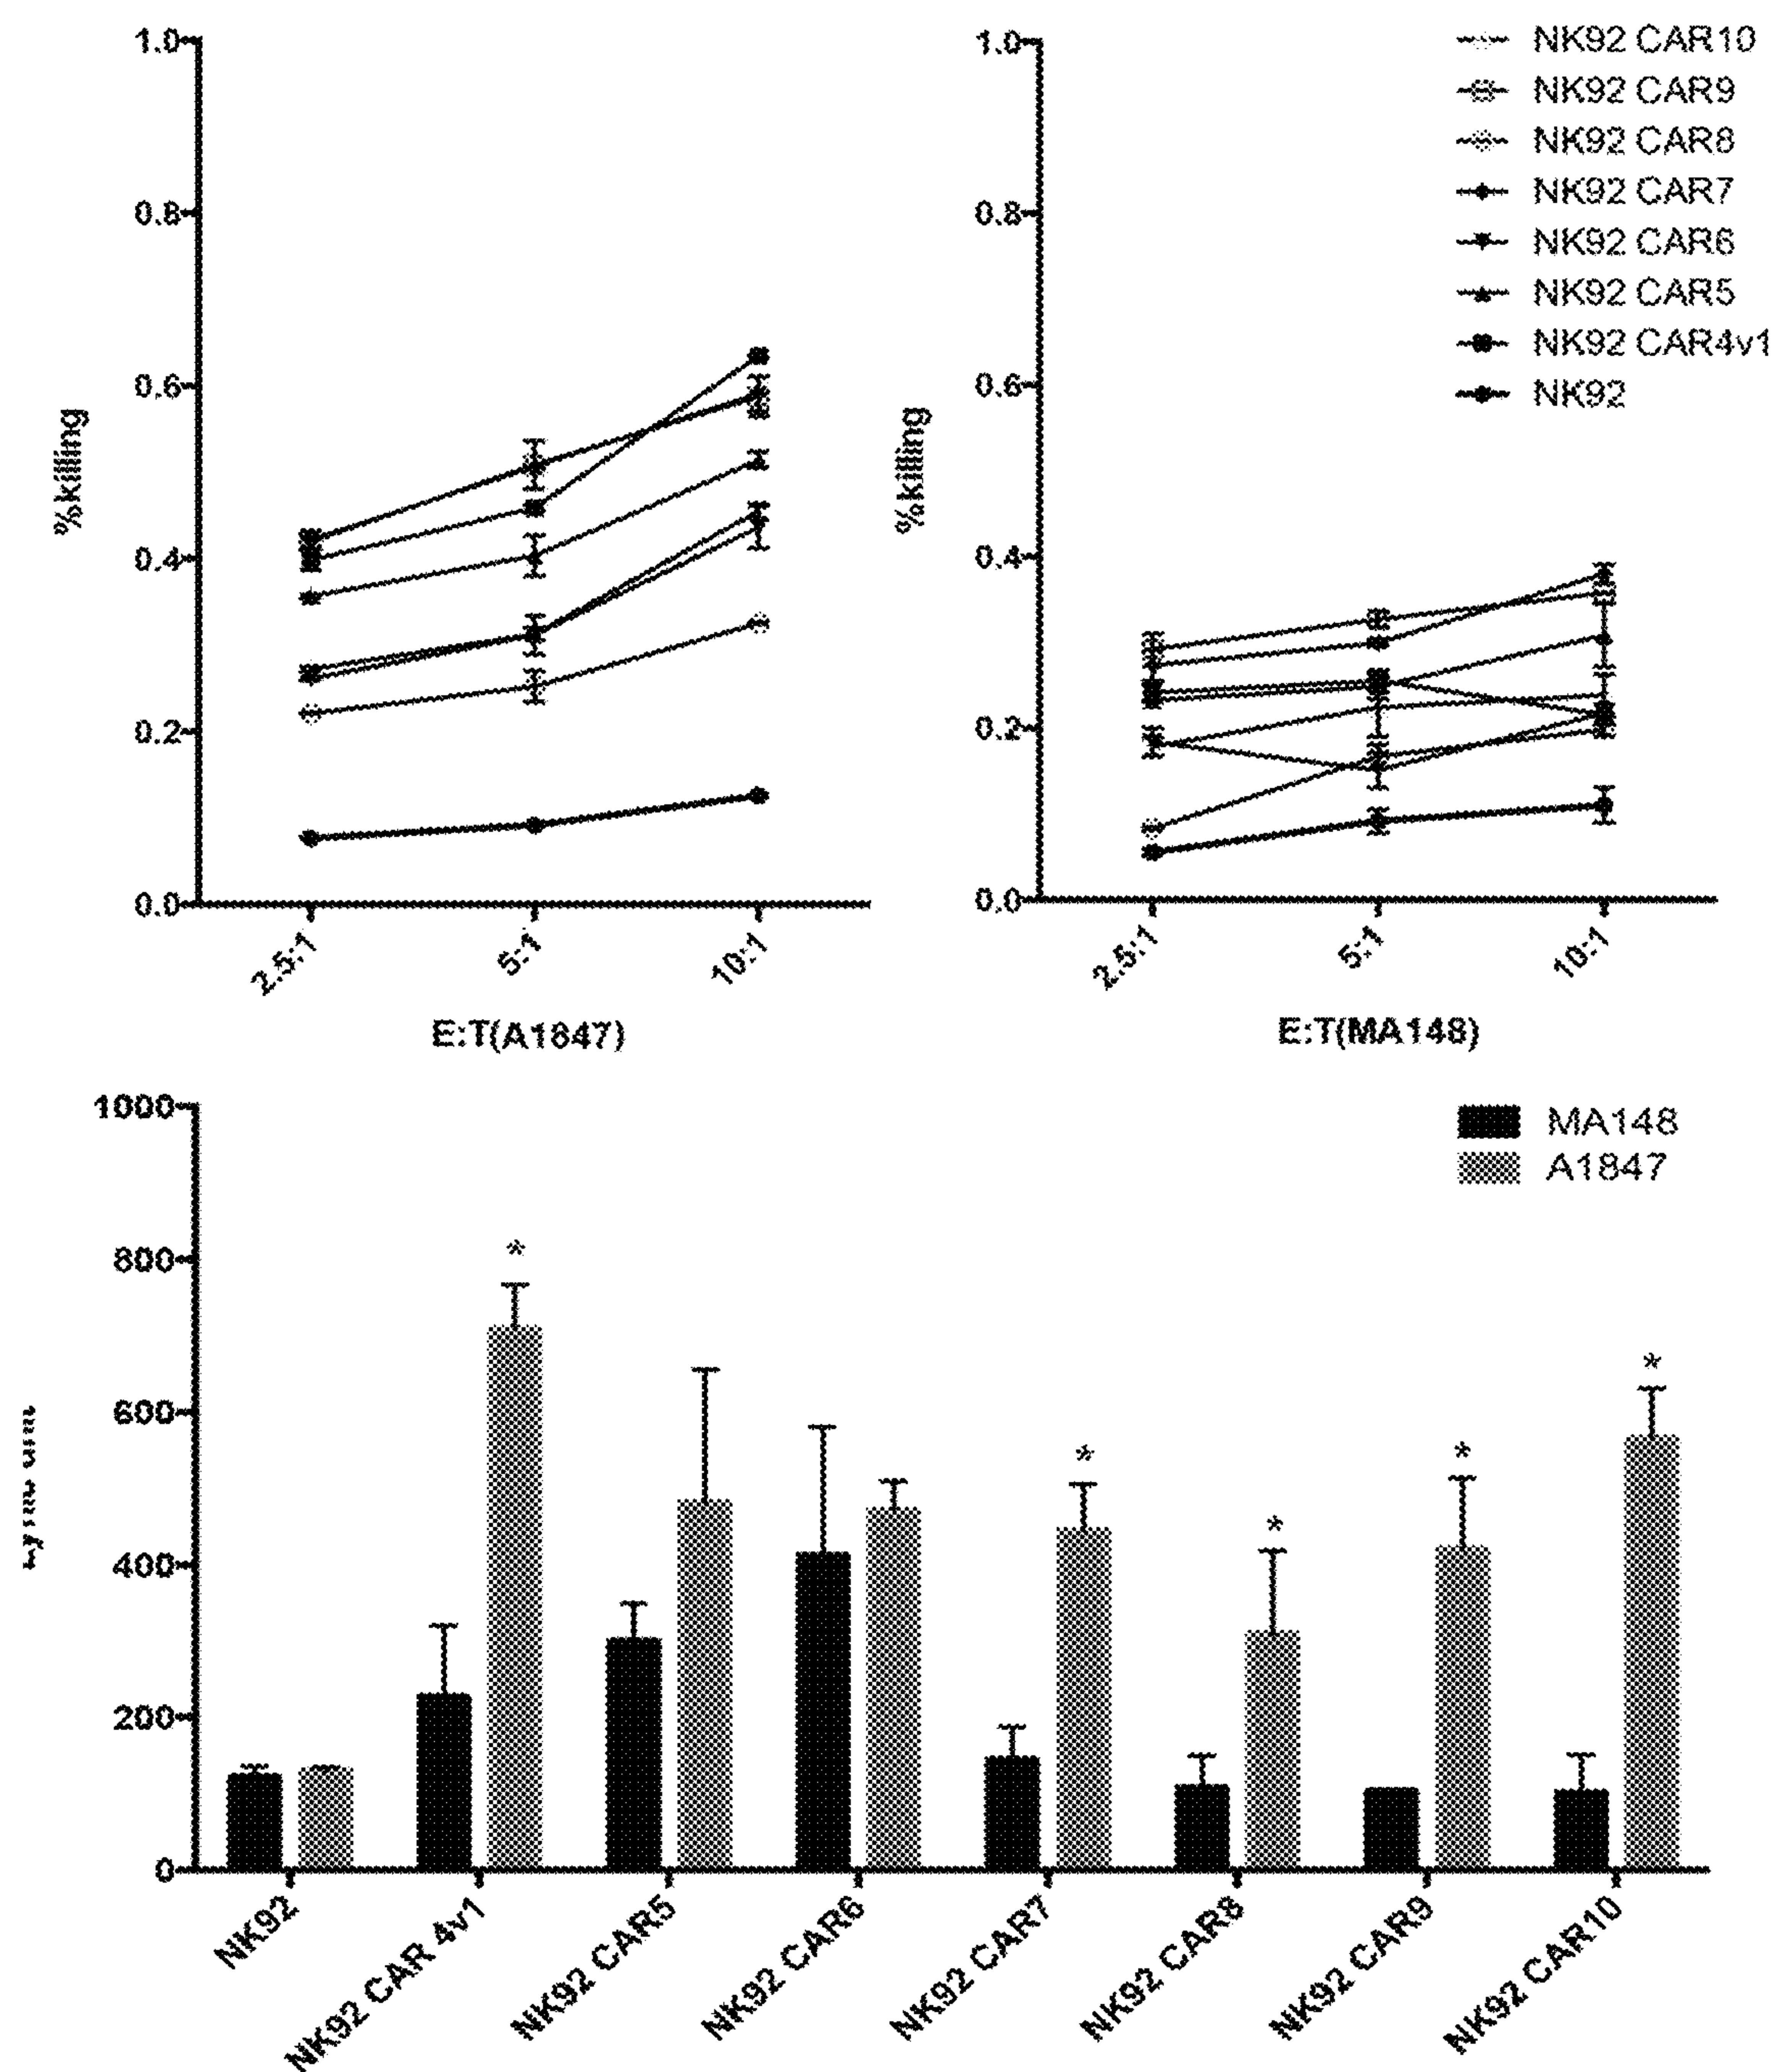 1.0
0.8
0.6
0.4
0.2
0.0
%killing
2.5:1
5:1
10:1
E:T(A1847)
1.0
0.8
0.6
0.4
0.2
0.0
%killing
2.5:1
5:1
10:1
E:T(MA148)
NK92 CAR10
NK92 CAR9
NK92 CAR8
NK92 CAR7
NK92 CAR6
NK92 CAR5
NK92 CAR4v1
NK92
1000
800
600
400
200
0
MA148
A1847
*
*
*
*
*
NK92
NK92 CAR 4v1
NK92 CAR5
NK92 CAR6
NK92 CAR7
NK92 CAR8
NK92 CAR9
NK92 CAR10